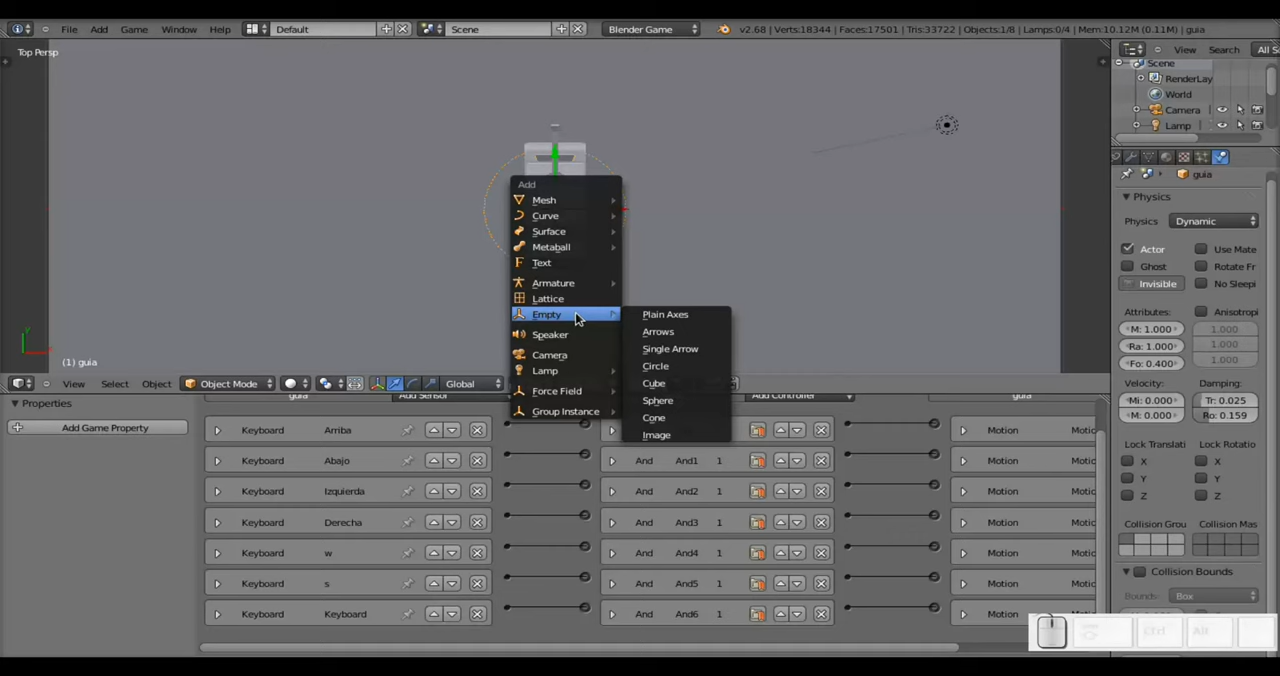 File Add Game Window Help Default Scene Blender Game v2.68 | Verts:18344 | Faces:17501 | Tris:33722 | Objects:1/8 | Lamps:0/4 | Mem:10.12M (0.11M) | guia
Top Persp
View Search All S
Scene
RenderLay
World
Camera
Lamp
guia
Physics
Physics: Dynamic
Actor Use Mate
Ghost Rotate Fr
Invisible No Sleepi
Attributes: Anisotropi
M: 1.000 1.000
Ra: 1.000 1.000
Fo: 0.400 1.000
Velocity: Damping:
Mi: 0.000 Tr: 0.025
M: 0.000 Ro: 0.159
Lock Translati Lock Rotatio
X X
Y Y
Z Z
Collision Grou Collision Mas
Collision Bounds
Bounds: Box
Add
Mesh
Curve
Surface
Metaball
Text
Armature
Lattice
Empty
Speaker
Camera
Lamp
Force Field
Group Instance
Plain Axes
Arrows
Single Arrow
Circle
Cube
Sphere
Cone
Image
(1) guia
View Select Object Object Mode Global
Properties
Add Game Property
guia Add Sensor Add Controller guia
Keyboard Arriba Motion Motic
Keyboard Abajo And And1 1 Motion Motic
Keyboard Izquierda And And2 1 Motion Motic
Keyboard Derecha And And3 1 Motion Motic
Keyboard w And And4 1 Motion Motic
Keyboard s And And5 1 Motion Motic
Keyboard Keyboard And And6 1 Motion
Ctrl Alt